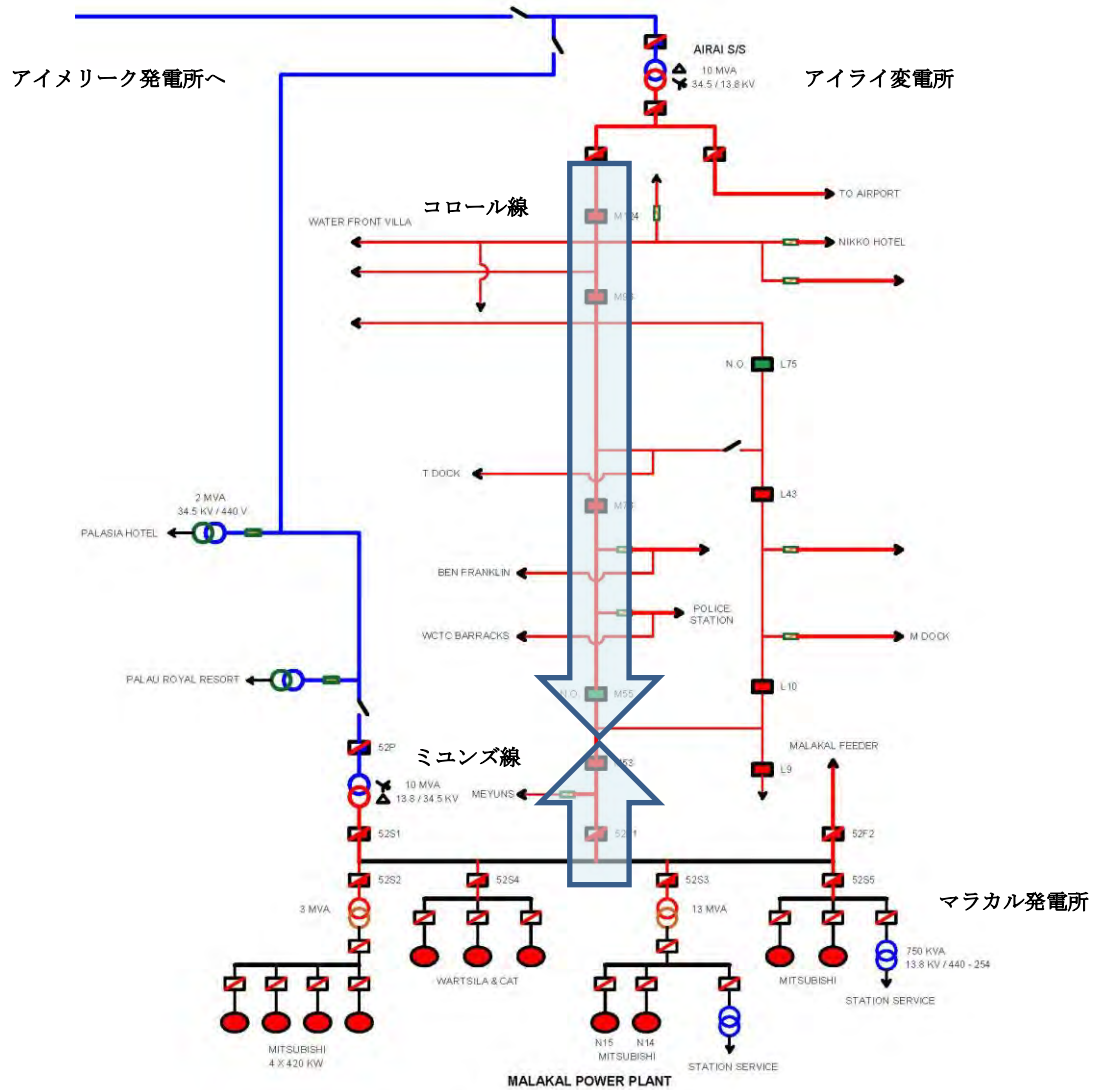 AIRAI S/S
アイメリーク発電所へ
10 MVA
34.5 / 13.8 KV
アイライ変電所
TO AIRPORT
コロール線
WATER FRONT VILLA
NIKKO HOTEL
N.O.
L75
T DOCK
L43
2 MVA
34.5 KV / 440 V
PALASIA HOTEL
BEN FRANKLIN
POLICE
STATION
WCTC BARRACKS
M DOCK
PALAU ROYAL RESORT
N.O.
M55
L10
52P
ミユンズ線
MALAKAL FEEDER
L9
10 MVA
13.8 / 34.5 KV
MEYUNS
52S1
52F2
52S2
52S4
52S3
52S5
3 MVA
13 MVA
マラカル発電所
WARTSILA & CAT
MITSUBISHI
750 KVA
13.8 KV / 440 - 254
STATION SERVICE
N15
N14
MITSUBISHI
STATION SERVICE
MITSUBISHI
4 X 420 KW
MALAKAL POWER PLANT